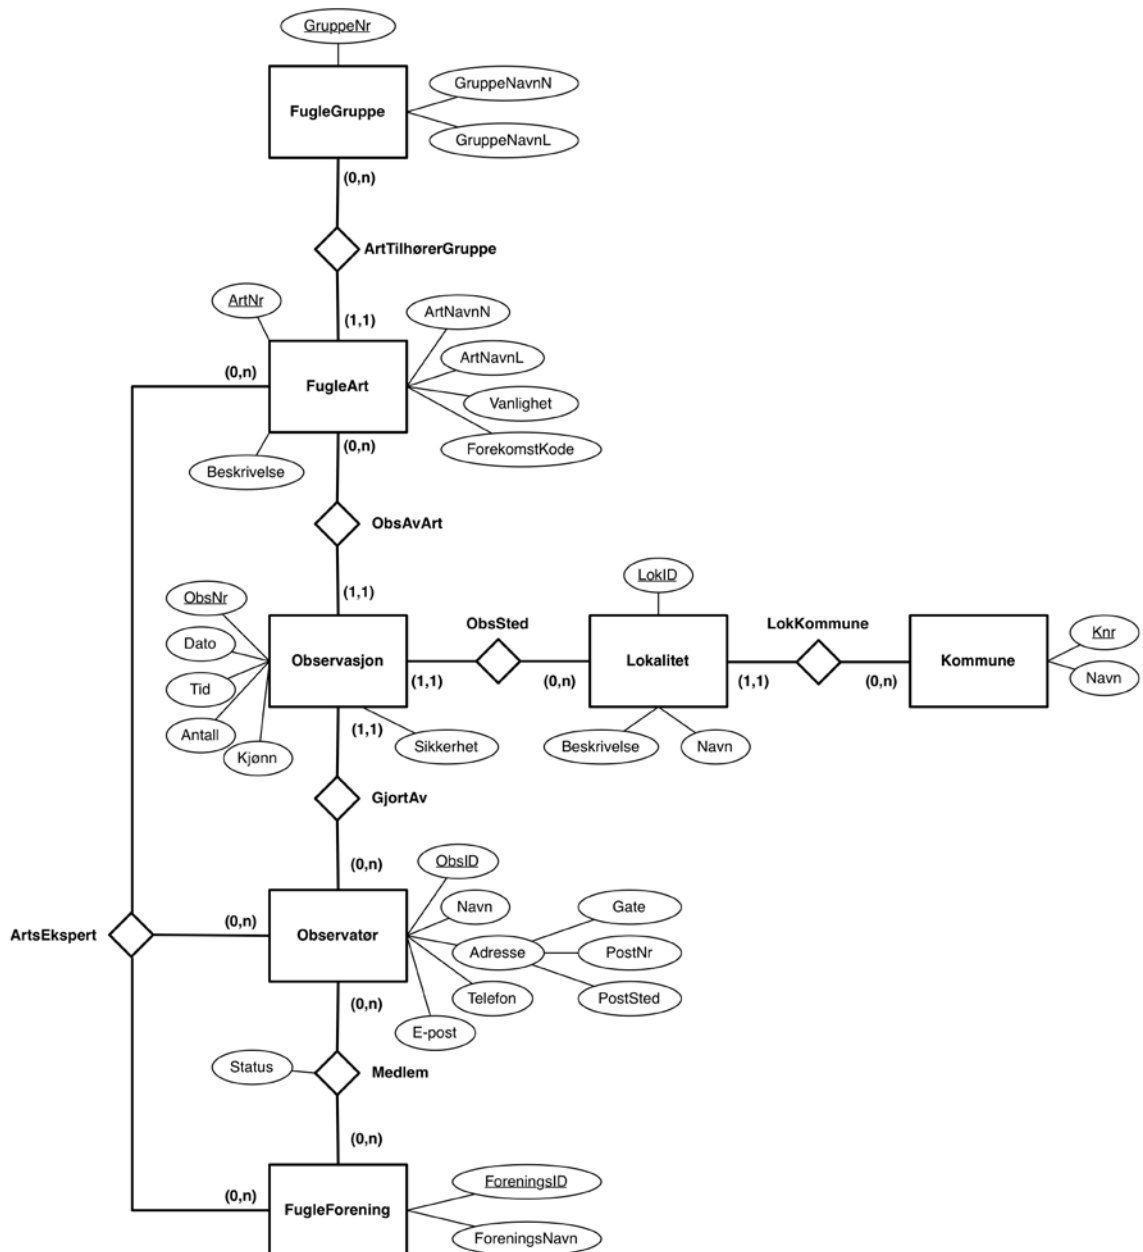 GruppeNr
FugleGruppe
GruppeNavnN
GruppeNavnL
(0,n)
ArtTilhørerGruppe
ArtNr
(1,1)
ArtNavnN
ArtNavnL
(0,n)
FugleArt
Vanlighet
(0,n)
ForekomstKode
Beskrivelse
ObsAvArt
(1,1)
ObsNr
LokID
ObsSted
LokKommune
Knr
Dato
Observasjon
Lokalitet
Kommune
(1,1)
(0,n)
(1,1)
(0,n)
Navn
Tid
Antall
(1,1)
Sikkerhet
Beskrivelse
Navn
Kjønn
GjortAv
(0,n)
ObsID
Navn
Gate
(0,n)
ArtsEkspert
Observatør
Adresse
PostNr
(0,n)
Telefon
PostSted
E-post
Status
Medlem
(0,n)
ForeningsID
(0,n)
FugleForening
ForeningsNavn